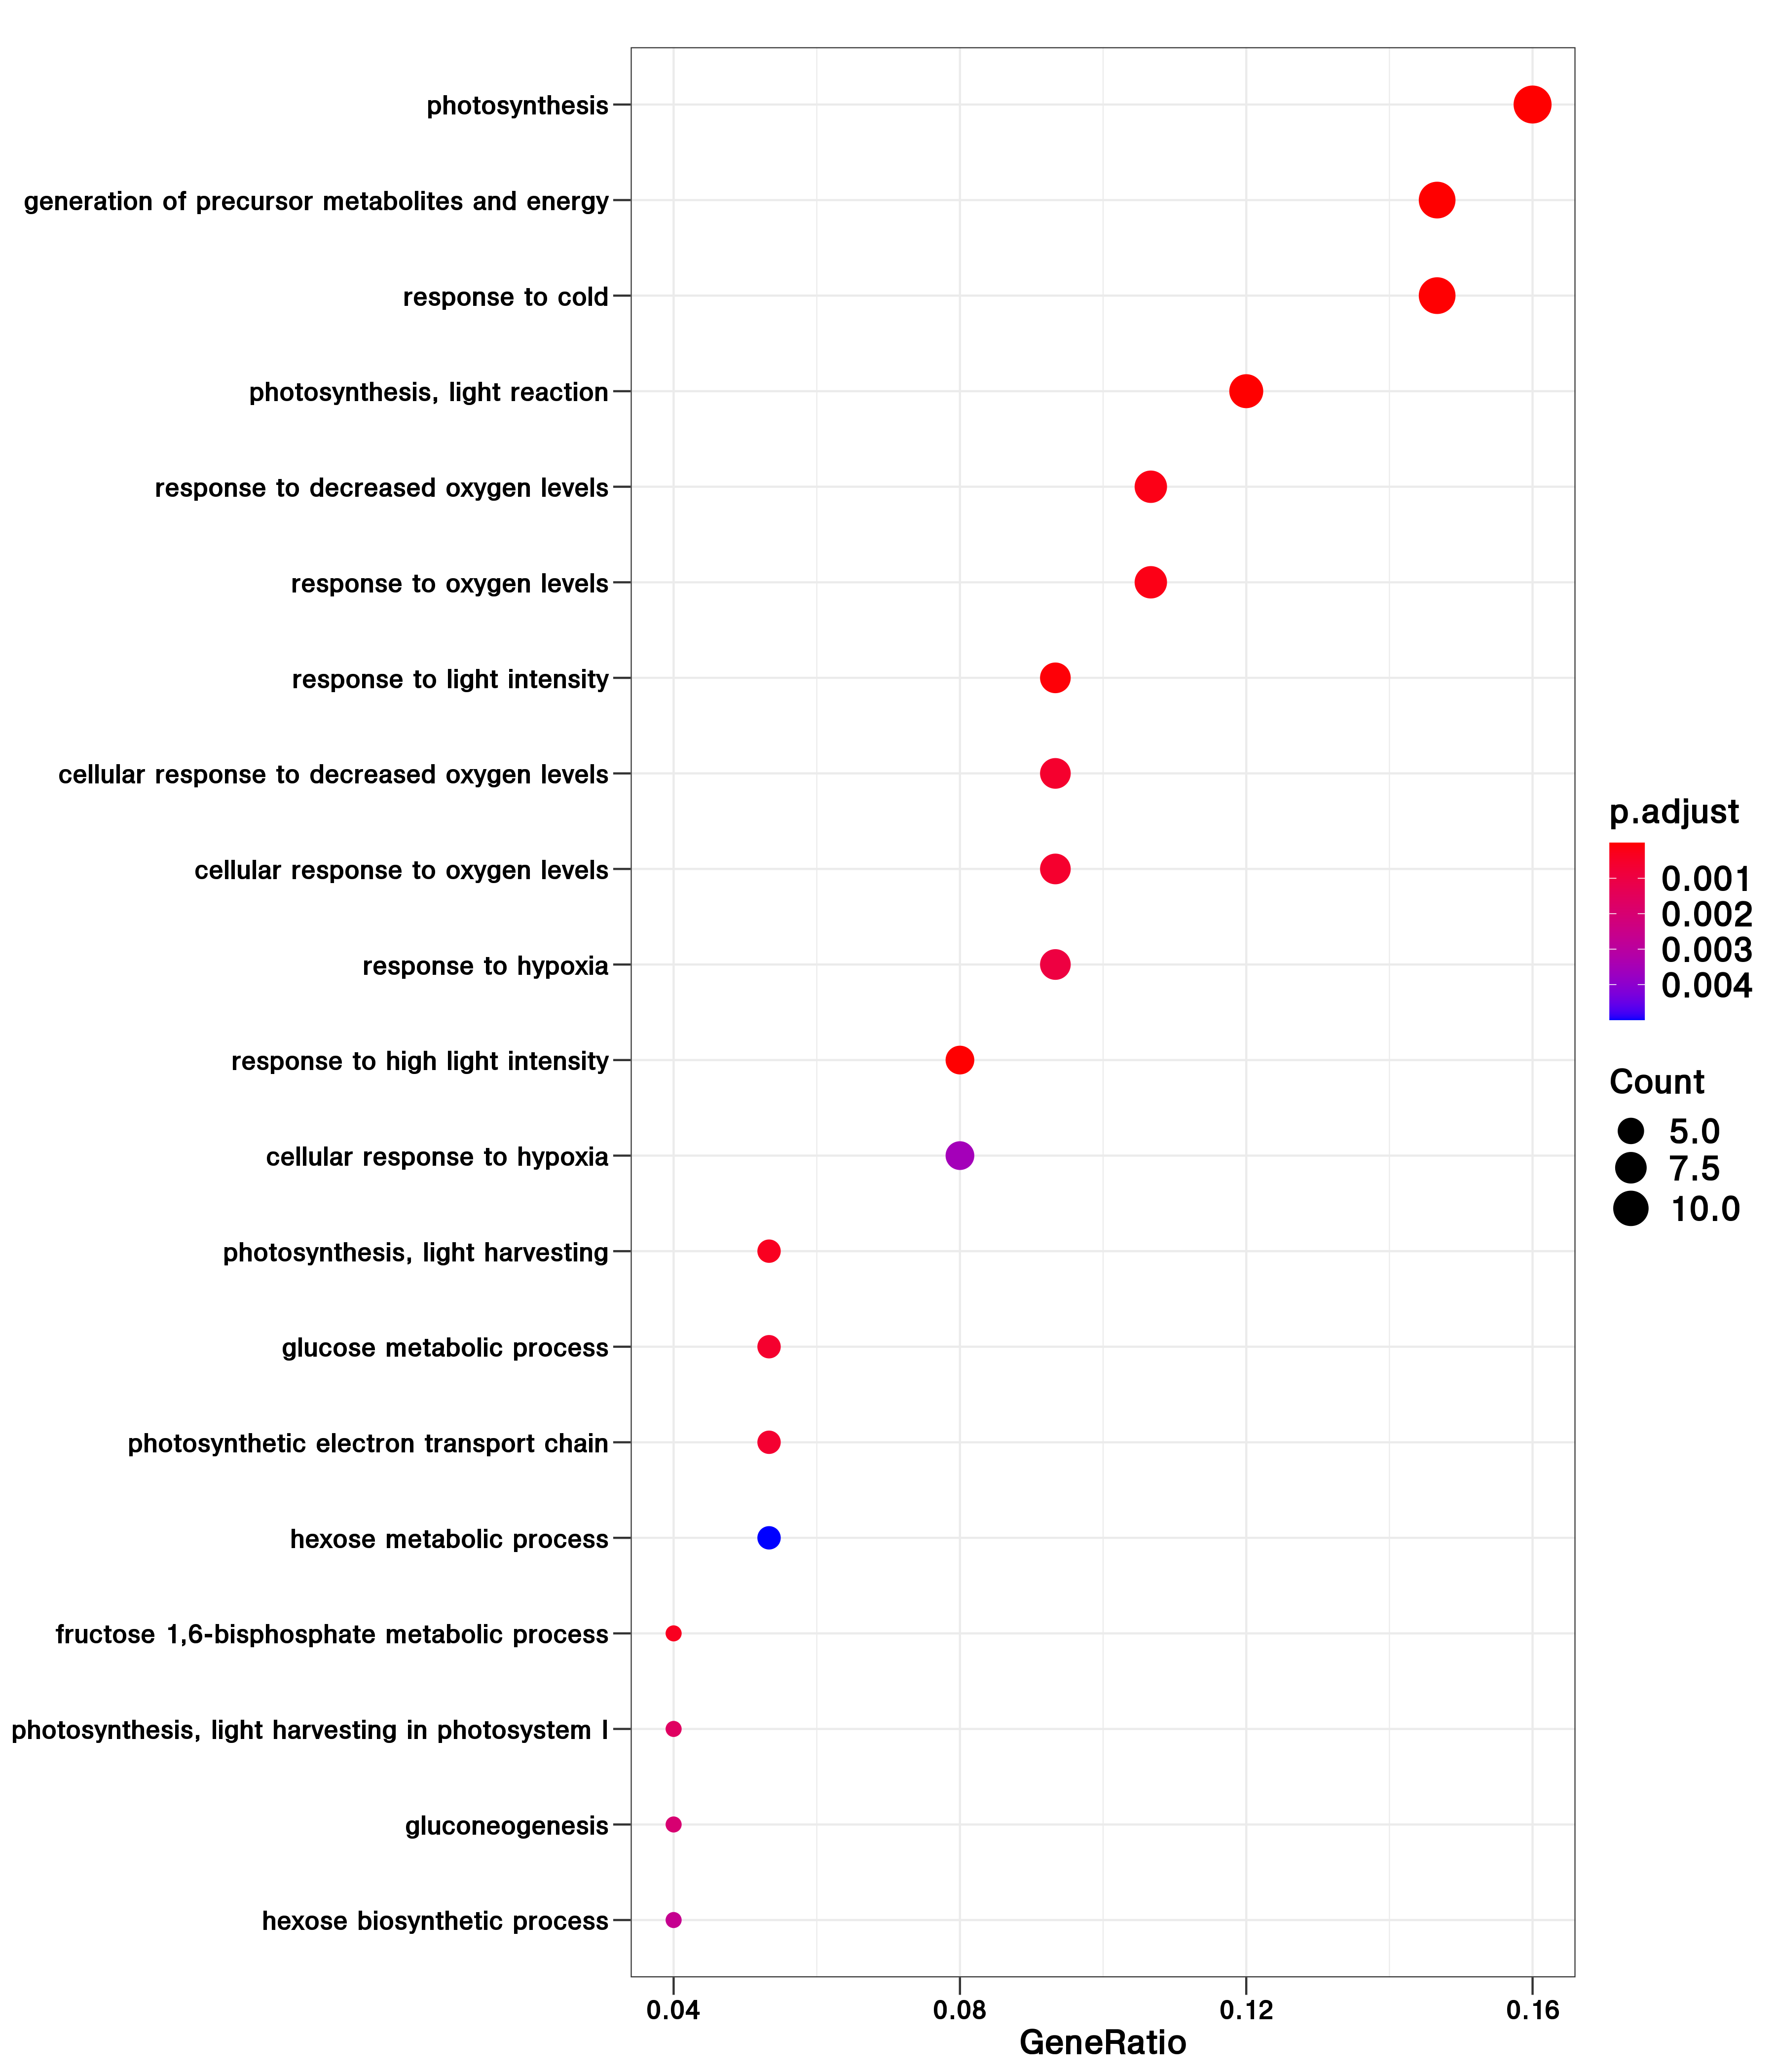 photosynthesis
generation of precursor metabolites and energy
response to cold
photosynthesis, light reaction
response to decreased oxygen levels
response to oxygen levels
response to light intensity
cellular response to decreased oxygen levels
cellular response to oxygen levels
response to hypoxia
response to high light intensity
cellular response to hypoxia
photosynthesis, light harvesting
glucose metabolic process
photosynthetic electron transport chain
hexose metabolic process
fructose 1,6-bisphosphate metabolic process
photosynthesis, light harvesting in photosystem I
gluconeogenesis
hexose biosynthetic process
0.04 0.08 0.12 0.16
GeneRatio
p.adjust
0.001
0.002
0.003
0.004
Count
5.0
7.5
10.0